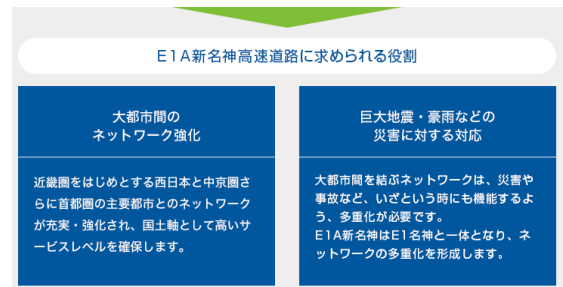 E1A新名神高速道路に求められる役割
大都市間の
ネットワーク強化
近畿圏をはじめとする西日本と中京圏さ
らに首都圏の主要都市とのネットワーク
が充実・強化され、国土軸として高いサ
ービスレベルを確保します。
巨大地震・豪雨などの
災害に対する対応
大都市間を結ぶネットワークは、災害や
事故など、いざという時にも機能するよ
う、多重化が必要です。
E1A新名神はE1名神と一体となり、ネ
ットワークの多重化を形成します。